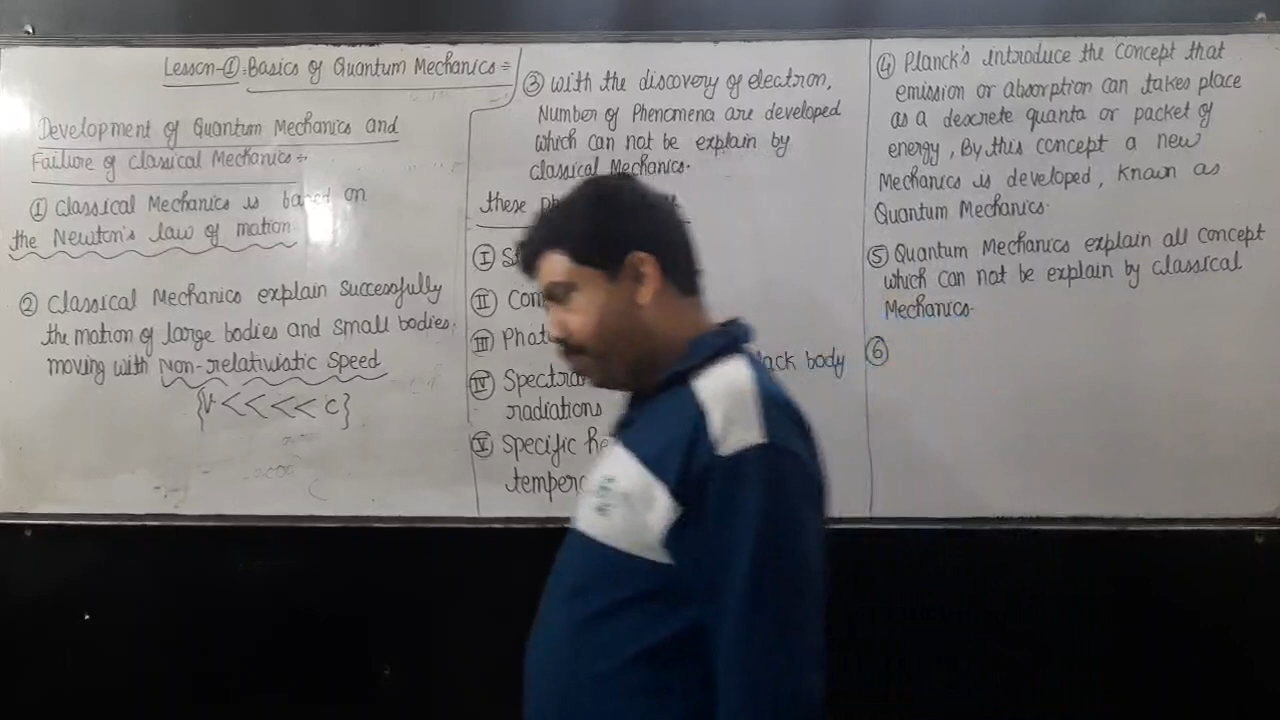 Lesson-①:Basics of Quantum Mechanics:-
Development of Quantum Mechanics and
Failure of Classical Mechanics:-
① Classical Mechanics is based on
the Newton's law of motion.
② Classical Mechanics explain Successfully
the motion of large bodies and small bodies.
moving with Non-relativistic Speed
{V<<<<c}
③ with the discovery of electron,
Number of Phenomena are developed
which can not be explain by
classical Mechanics.
these
Ⅰ
Ⅱ
Ⅲ
Ⅳ body
radiations
Ⅴ Specific
④ Planck's introduce the concept that
emission or absorption can takes place
as a descrete quanta or packet of
energy, By this concept a new
Mechanics is developed, Known as
Quantum Mechanics.
⑤ Quantum Mechanics explain all concept
which can not be explain by classical
Mechanics.
⑥